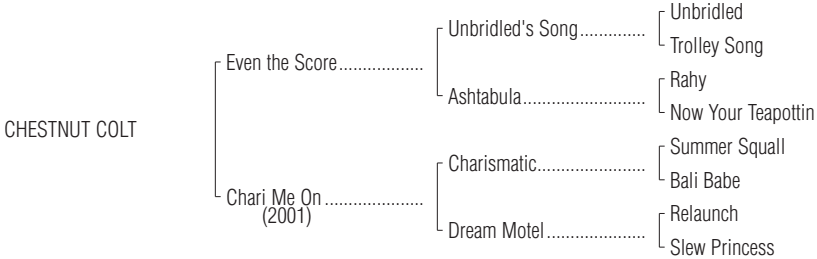 Unbridled
Unbridled's Song..............
Trolley Song
Even the Score..................
Rahy
Ashtabula..........................
Now Your Teapottin
CHESTNUT COLT
Summer Squall
Charismatic.......................
Bali Babe
Chari Me On .....................
(2001)
Relaunch
Dream Motel .....................
Slew Princess